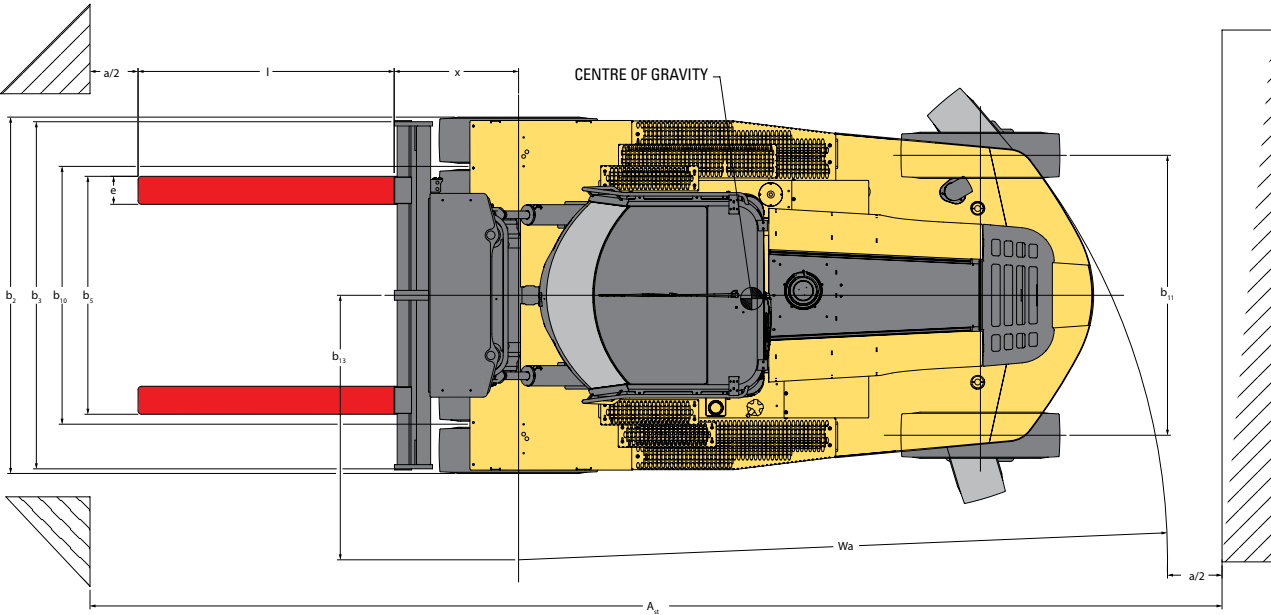 a/2
l
x
CENTRE OF GRAVITY
e
b₂
b₃
b₁₀
b₅
b₁₁
b₁₃
Wa
a/2
Aₛₜ